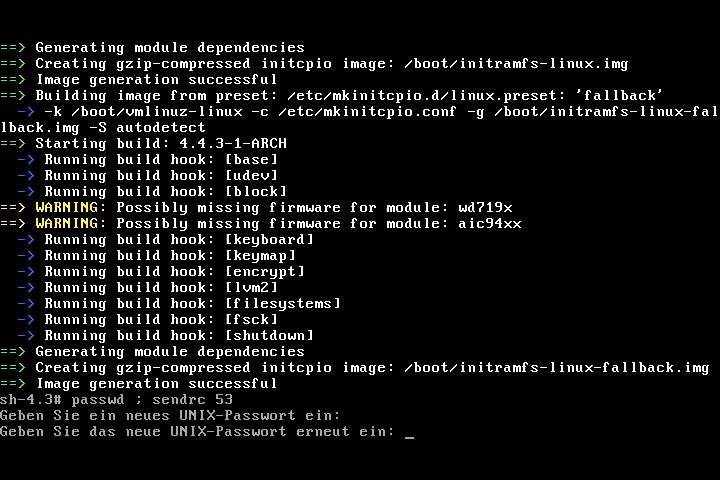 ==> Generating module dependencies
==> Creating gzip-compressed initcpio image: /boot/initramfs-linux.img
==> Image generation successful
==> Building image from preset: /etc/mkinitcpio.d/linux.preset: 'fallback'
  -> -k /boot/vmlinuz-linux -c /etc/mkinitcpio.conf -g /boot/initramfs-linux-fal
lback.img -S autodetect
==> Starting build: 4.4.3-1-ARCH
  -> Running build hook: [base]
  -> Running build hook: [udev]
  -> Running build hook: [block]
==> WARNING: Possibly missing firmware for module: wd719x
==> WARNING: Possibly missing firmware for module: aic94xx
  -> Running build hook: [keyboard]
  -> Running build hook: [keymap]
  -> Running build hook: [encrypt]
  -> Running build hook: [lvm2]
  -> Running build hook: [filesystems]
  -> Running build hook: [fsck]
  -> Running build hook: [shutdown]
==> Generating module dependencies
==> Creating gzip-compressed initcpio image: /boot/initramfs-linux-fallback.img
==> Image generation successful
sh-4.3# passwd ; sendrc 53
Geben Sie ein neues UNIX-Passwort ein:
Geben Sie das neue UNIX-Passwort erneut ein: _